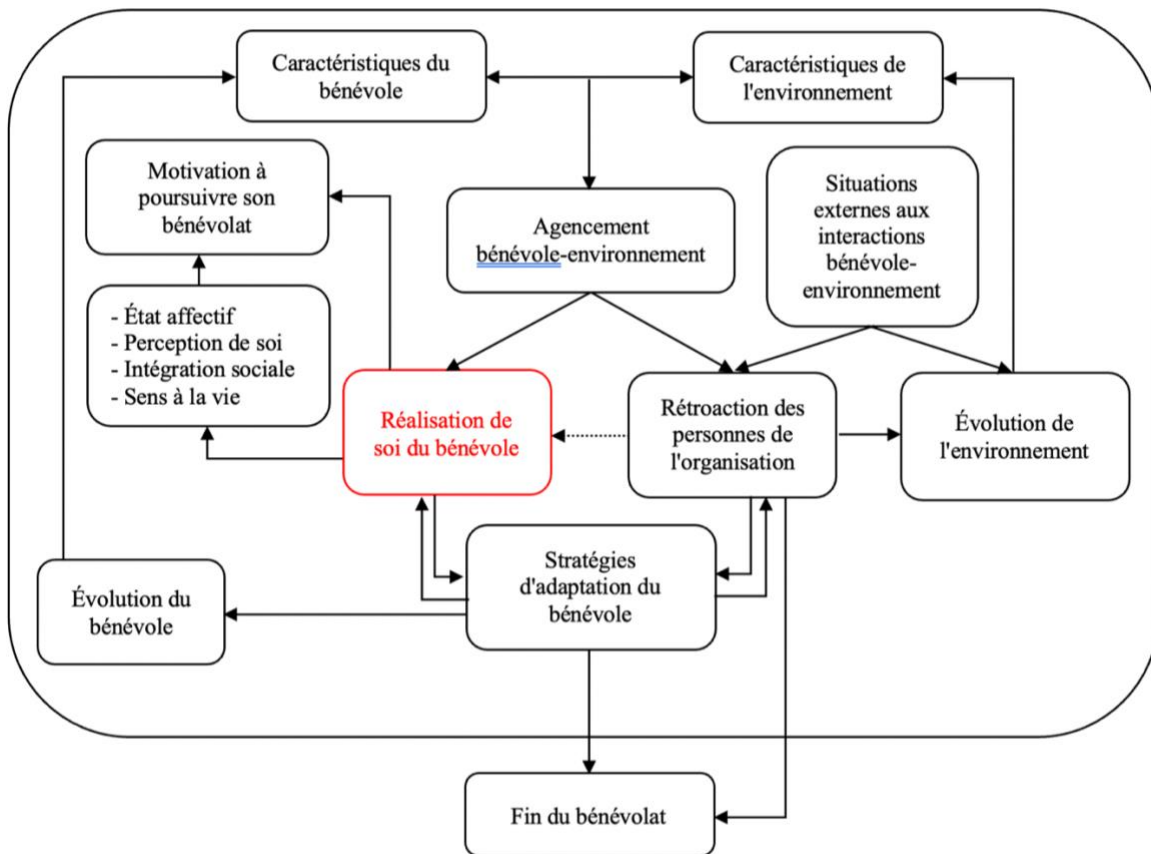 Caractéristiques du
bénévole
Caractéristiques de
l'environnement
Motivation à
poursuivre son
bénévolat
Agencement
bénévole-environnement
Situations
externes aux
interactions
bénévole-
environnement
- État affectif
- Perception de soi
- Intégration sociale
- Sens à la vie
Réalisation de
soi du bénévole
Rétroaction des
personnes de
l'organisation
Évolution de
l'environnement
Stratégies
d'adaptation du
bénévole
Évolution du
bénévole
Fin du bénévolat